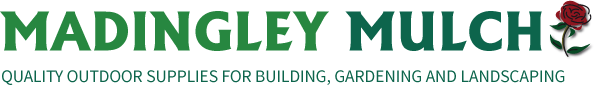 MADINGLEY MULCH
QUALITY OUTDOOR SUPPLIES FOR BUILDING, GARDENING AND LANDSCAPING